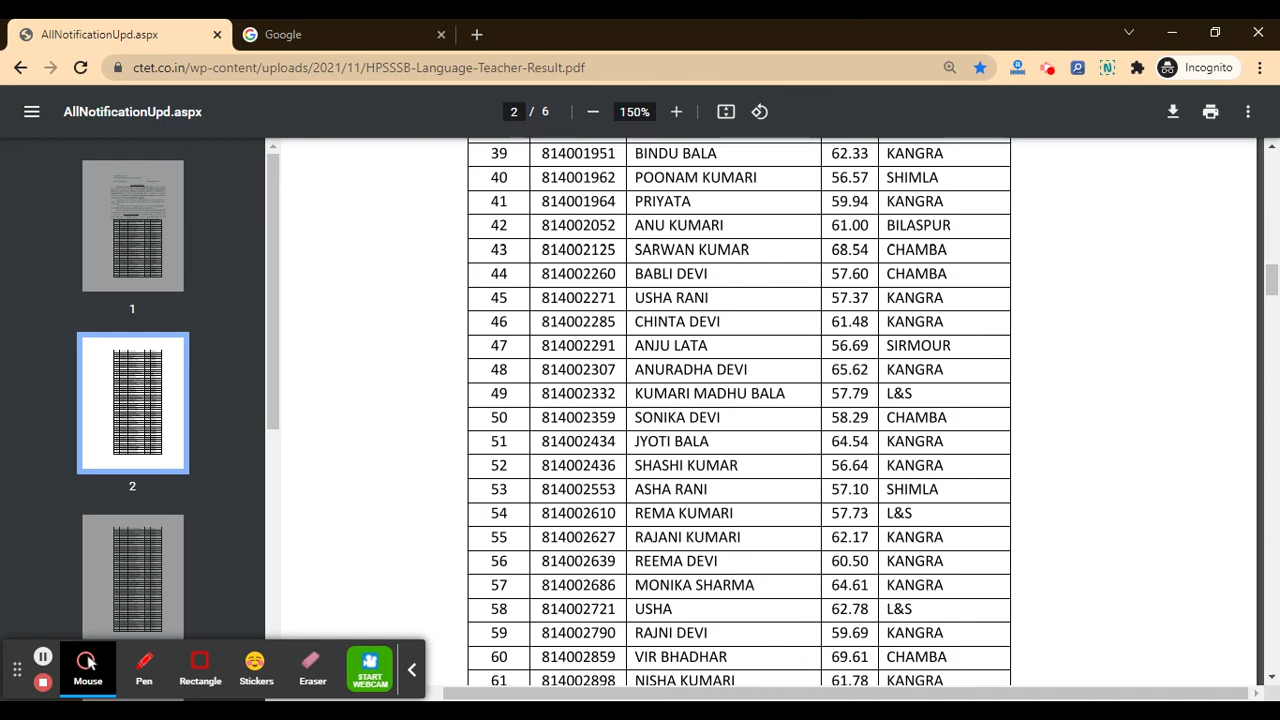 AllNotificationUpd.aspx
Google
ctet.co.in/wp-content/uploads/2021/11/HPSSSB-Language-Teacher-Result.pdf
Incognito
AllNotificationUpd.aspx
2 / 6
150%
39 814001951 BINDU BALA 62.33 KANGRA
40 814001962 POONAM KUMARI 56.57 SHIMLA
41 814001964 PRIYATA 59.94 KANGRA
42 814002052 ANU KUMARI 61.00 BILASPUR
43 814002125 SARWAN KUMAR 68.54 CHAMBA
44 814002260 BABLI DEVI 57.60 CHAMBA
45 814002271 USHA RANI 57.37 KANGRA
46 814002285 CHINTA DEVI 61.48 KANGRA
47 814002291 ANJU LATA 56.69 SIRMOUR
48 814002307 ANURADHA DEVI 65.62 KANGRA
49 814002332 KUMARI MADHU BALA 57.79 L&S
50 814002359 SONIKA DEVI 58.29 CHAMBA
51 814002434 JYOTI BALA 64.54 KANGRA
52 814002436 SHASHI KUMAR 56.64 KANGRA
53 814002553 ASHA RANI 57.10 SHIMLA
54 814002610 REMA KUMARI 57.73 L&S
55 814002627 RAJANI KUMARI 62.17 KANGRA
56 814002639 REEMA DEVI 60.50 KANGRA
57 814002686 MONIKA SHARMA 64.61 KANGRA
58 814002721 USHA 62.78 L&S
59 814002790 RAJNI DEVI 59.69 KANGRA
60 814002859 VIR BHADHAR 69.61 CHAMBA
61 814002898 NISHA KUMARI 61.78 KANGRA
1
2
Mouse
Pen
Rectangle
Stickers
Eraser
START
WEBCAM